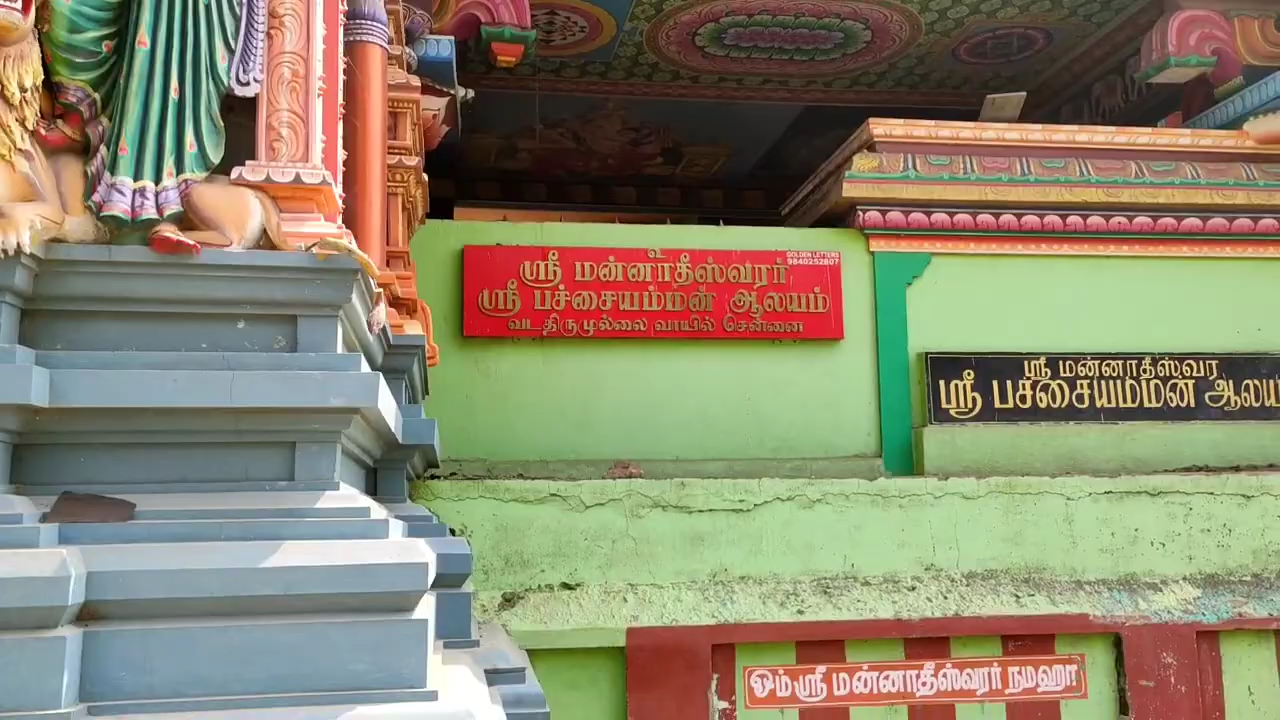 ஸ்ரீ மன்னாதீஸ்வரர்
ஸ்ரீ பச்சையம்மன் ஆலயம்
வடதிருமுல்லைவாயில் சென்னை
GOLDEN LETTERS
9840252607
ஸ்ரீ மன்னாதீஸ்வர
ஸ்ரீ பச்சையம்மன் ஆலய
ஓம் ஸ்ரீ மன்னாதீஸ்வரர் நமஹா